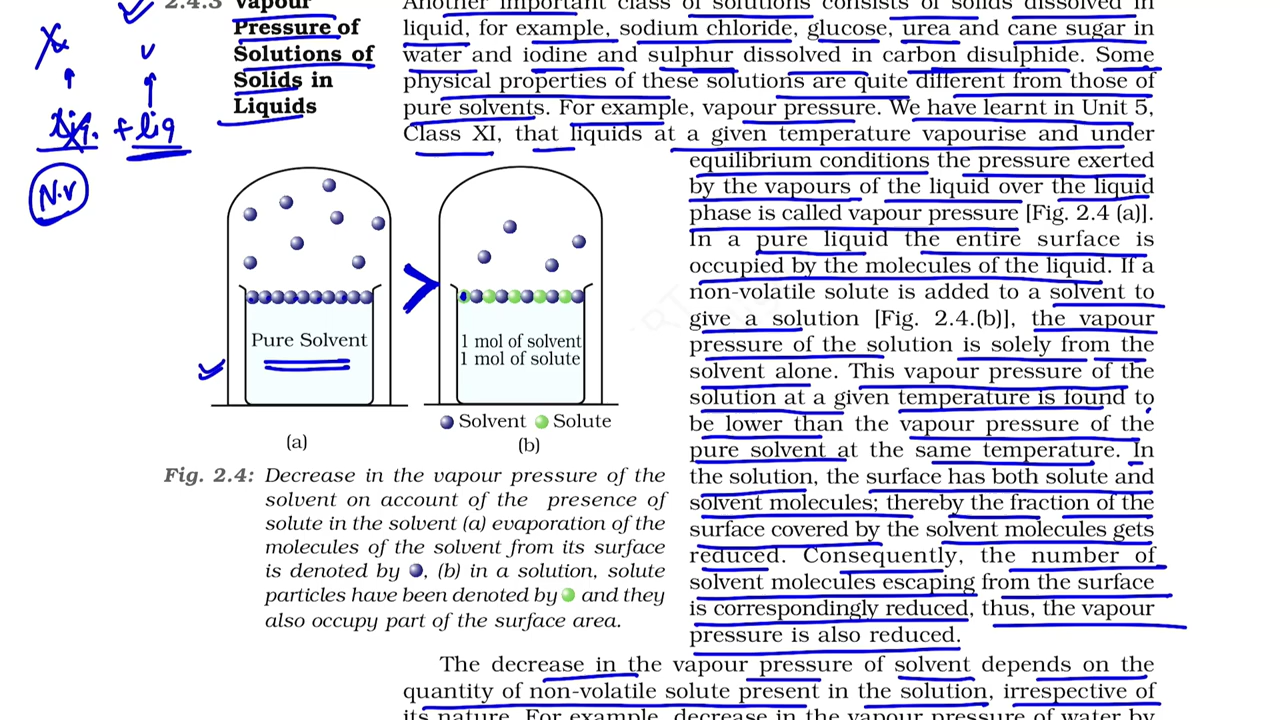 2.4.3 Vapour
Pressure of
Solutions of
Solids in
Liquids
Another important class of solutions consists of solids dissolved in
liquid, for example, sodium chloride, glucose, urea and cane sugar in
water and iodine and sulphur dissolved in carbon disulphide. Some
physical properties of these solutions are quite different from those of
pure solvents. For example, vapour pressure. We have learnt in Unit 5,
Class XI, that liquids at a given temperature vapourise and under
equilibrium conditions the pressure exerted
by the vapours of the liquid over the liquid
phase is called vapour pressure [Fig. 2.4 (a)].
In a pure liquid the entire surface is
occupied by the molecules of the liquid. If a
non-volatile solute is added to a solvent to
give a solution [Fig. 2.4.(b)], the vapour
pressure of the solution is solely from the
solvent alone. This vapour pressure of the
solution at a given temperature is found to
be lower than the vapour pressure of the
pure solvent at the same temperature. In
the solution, the surface has both solute and
solvent molecules; thereby the fraction of the
surface covered by the solvent molecules gets
reduced. Consequently, the number of
solvent molecules escaping from the surface
is correspondingly reduced, thus, the vapour
pressure is also reduced.
+ liq
N.V
>
Pure Solvent
1 mol of solvent
1 mol of solute
Solvent Solute
(a)
(b)
Fig. 2.4: Decrease in the vapour pressure of the
solvent on account of the presence of
solute in the solvent (a) evaporation of the
molecules of the solvent from its surface
is denoted by , (b) in a solution, solute
particles have been denoted by and they
also occupy part of the surface area.
The decrease in the vapour pressure of solvent depends on the
quantity of non-volatile solute present in the solution, irrespective of
its nature. For example, decrease in the vapour pressure of water by